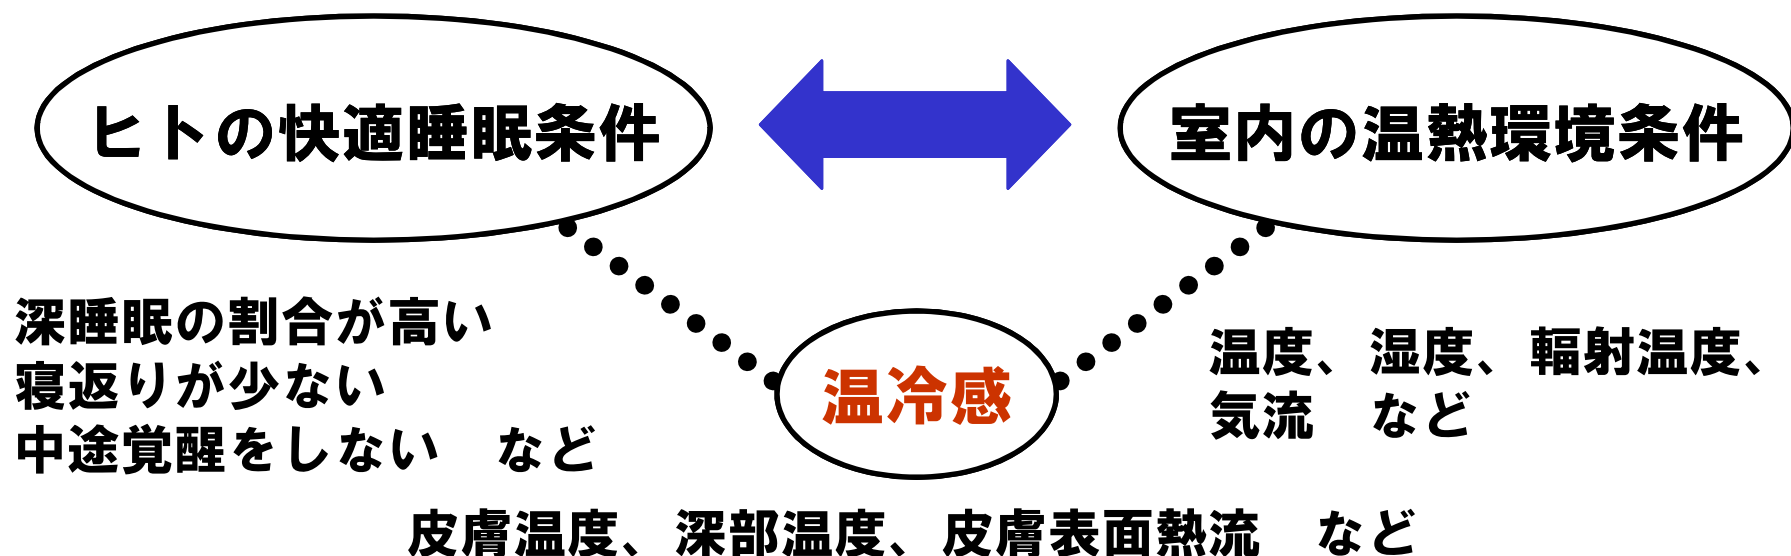 ヒトの快適睡眠条件
室内の温熱環境条件
深睡眠の割合が高い
寝返りが少ない
中途覚醒をしない　など
温冷感
温度、湿度、輻射温度、
気流　など
皮膚温度、深部温度、皮膚表面熱流　など